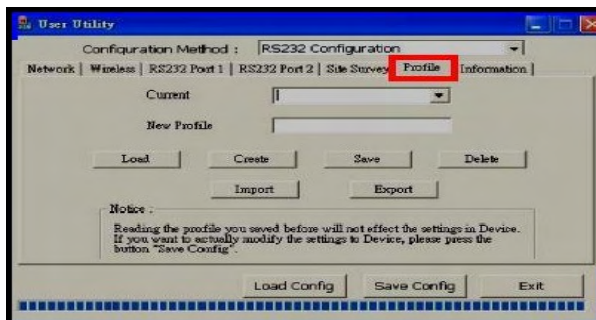 User Utility
Configuration Method : RS232 Configuration
Network | Wireless | RS232 Port 1 | RS232 Port 2 | Site Survey Profile Information |
Current
New Profile
Load Create Save Delete
Import Export
Notice :
Reading the profile you saved before will not effect the settings in Device.
If you want to actually modify the settings to Device, please press the
button "Save Config".
Load Config Save Config Exit